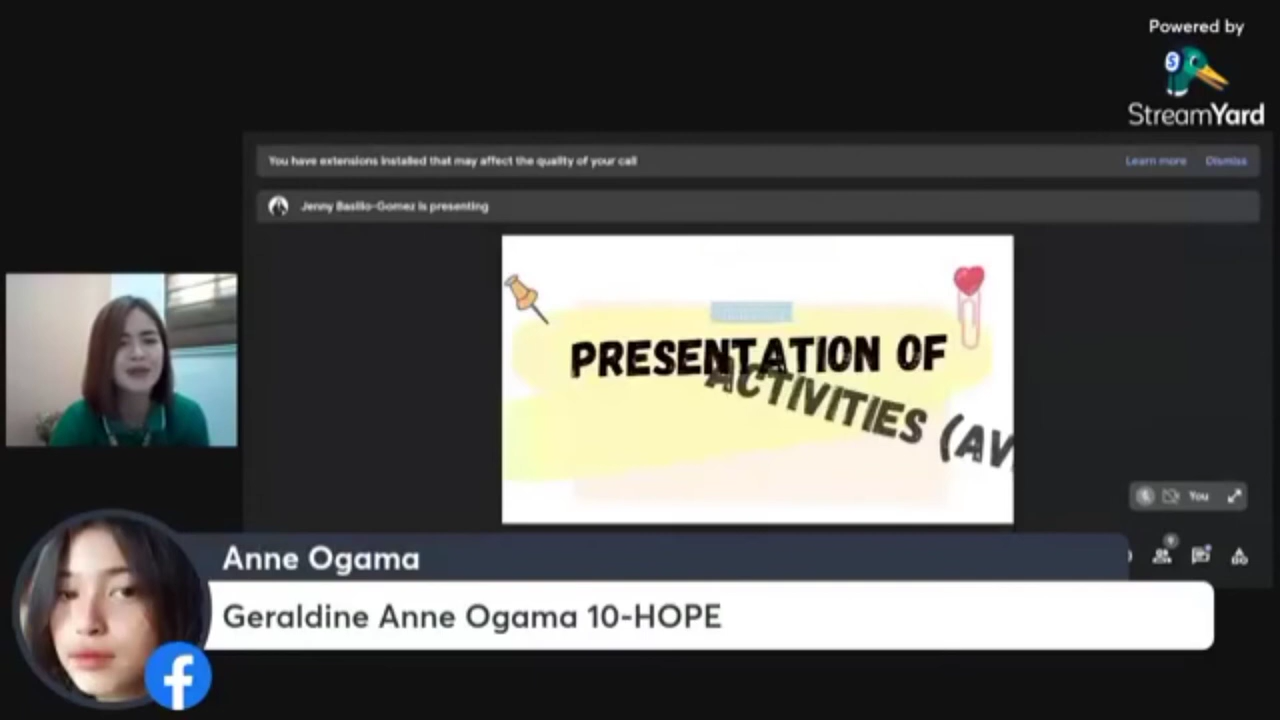 Powered by
StreamYard
You have extensions installed that may affect the quality of your call
Learn more
Dismiss
Jenny Basilio-Gomez is presenting
PRESENTATION OF
ACTIVITIES (AV
You
Anne Ogama
Geraldine Anne Ogama 10-HOPE